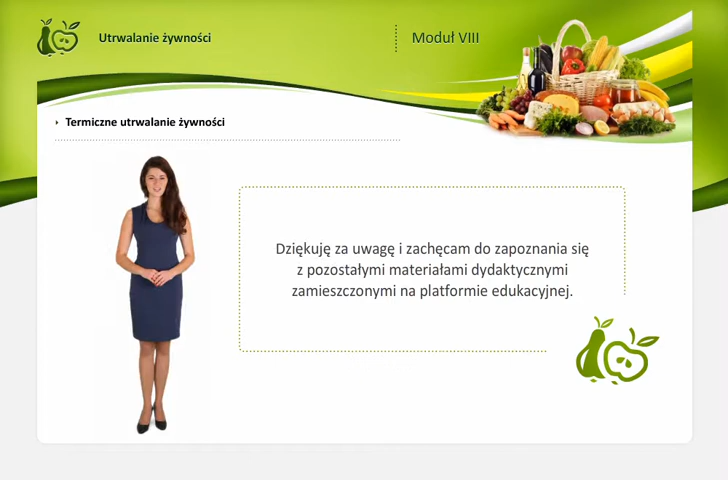 Utrwalanie żywności
Moduł VIII
Termiczne utrwalanie żywności
Dziękuję za uwagę i zachęcam do zapoznania się
z pozostałymi materiałami dydaktycznymi
zamieszczonymi na platformie edukacyjnej.